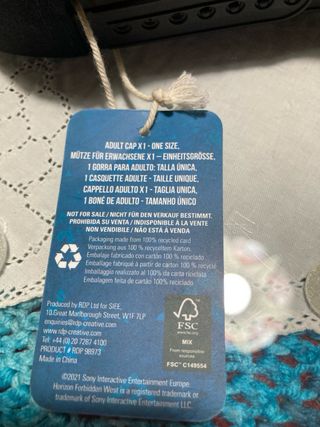 ADULT CAP X1 - ONE SIZE.
MÜTZE FÜR ERWACHSENE X1 – EINHEITSGRÖSSE.
1 GORRA PARA ADULTO: TALLA ÚNICA.
1 CASQUETTE ADULTE - TAILLE UNIQUE.
CAPPELLO ADULTO X1 - TAGLIA UNICA.
1 BONÉ DE ADULTO - TAMANHO ÚNICO
NOT FOR SALE / NICHT FÜR DEN VERKAUF BESTIMMT.
PROHIBIDA SU VENTA / INDISPONIBLE À LA VENTE
NON VENDIBILE / NÃO ESTÁ À VENDA
Packaging made from 100% recycled card
Verpackung aus 100 % recyceltem Karton.
Embalaje fabricado con cartón 100 % reciclado
Emballage fabriqué à partir de carton 100 % recyclé
Imballaggio realizzato al 100% da carta riciclata
Embalagem feita de cartão 100% reciclado
Produced by RDP Ltd for SIEE,
10.Great Marlborough Street, W1F 7LP
enquiries@rdp-creative.com
www.rdp-creative.com
Tel: +44 (0) 20 7287 4100
PRODUCT # RDP 98973
Made in China
FSC
www.fsc.org
MIX
From responsible
sources
FSC™ C149554
©2021 Sony Interactive Entertainment Europe.
Horizon Forbidden West is a registered trademark or
trademark of Sony Interactive Entertainment LLC.